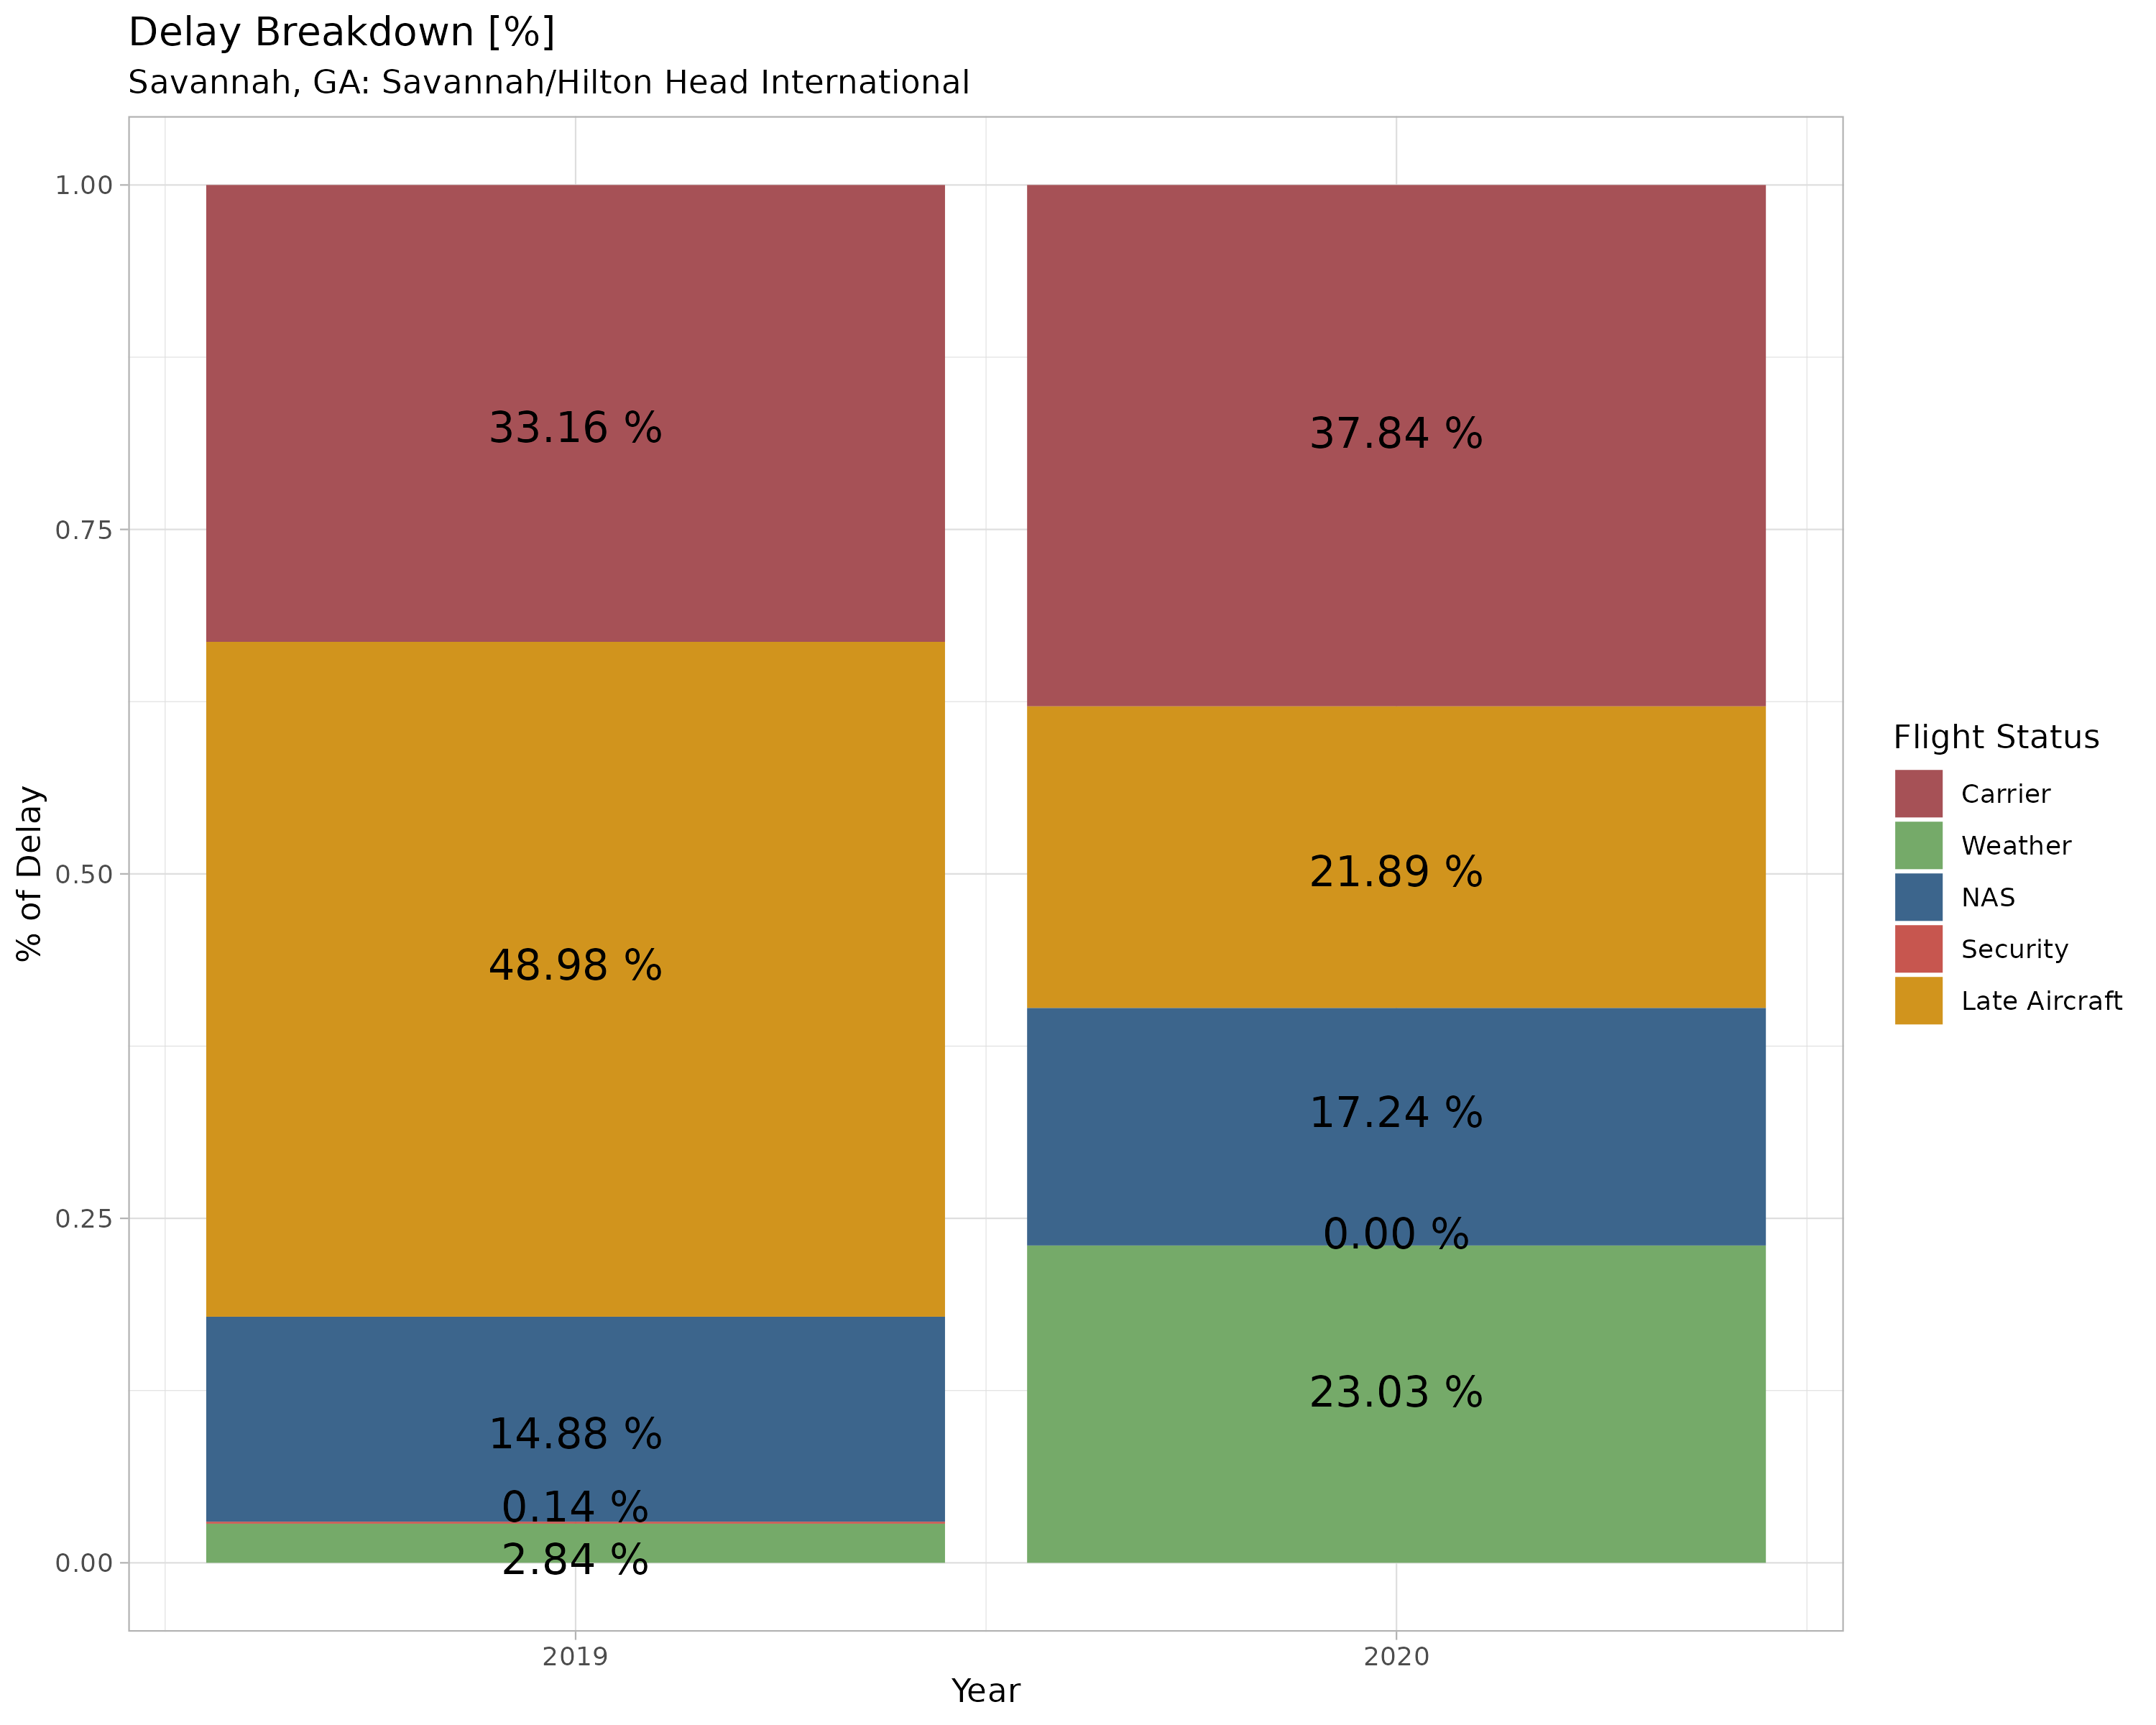 Delay Breakdown [%]
Savannah, GA: Savannah/Hilton Head International
% of Delay
1.00
0.75
0.50
0.25
0.00
33.16 %
48.98 %
14.88 %
0.14 %
2.84 %
37.84 %
21.89 %
17.24 %
0.00 %
23.03 %
2019
2020
Year
Flight Status
Carrier
Weather
NAS
Security
Late Aircraft